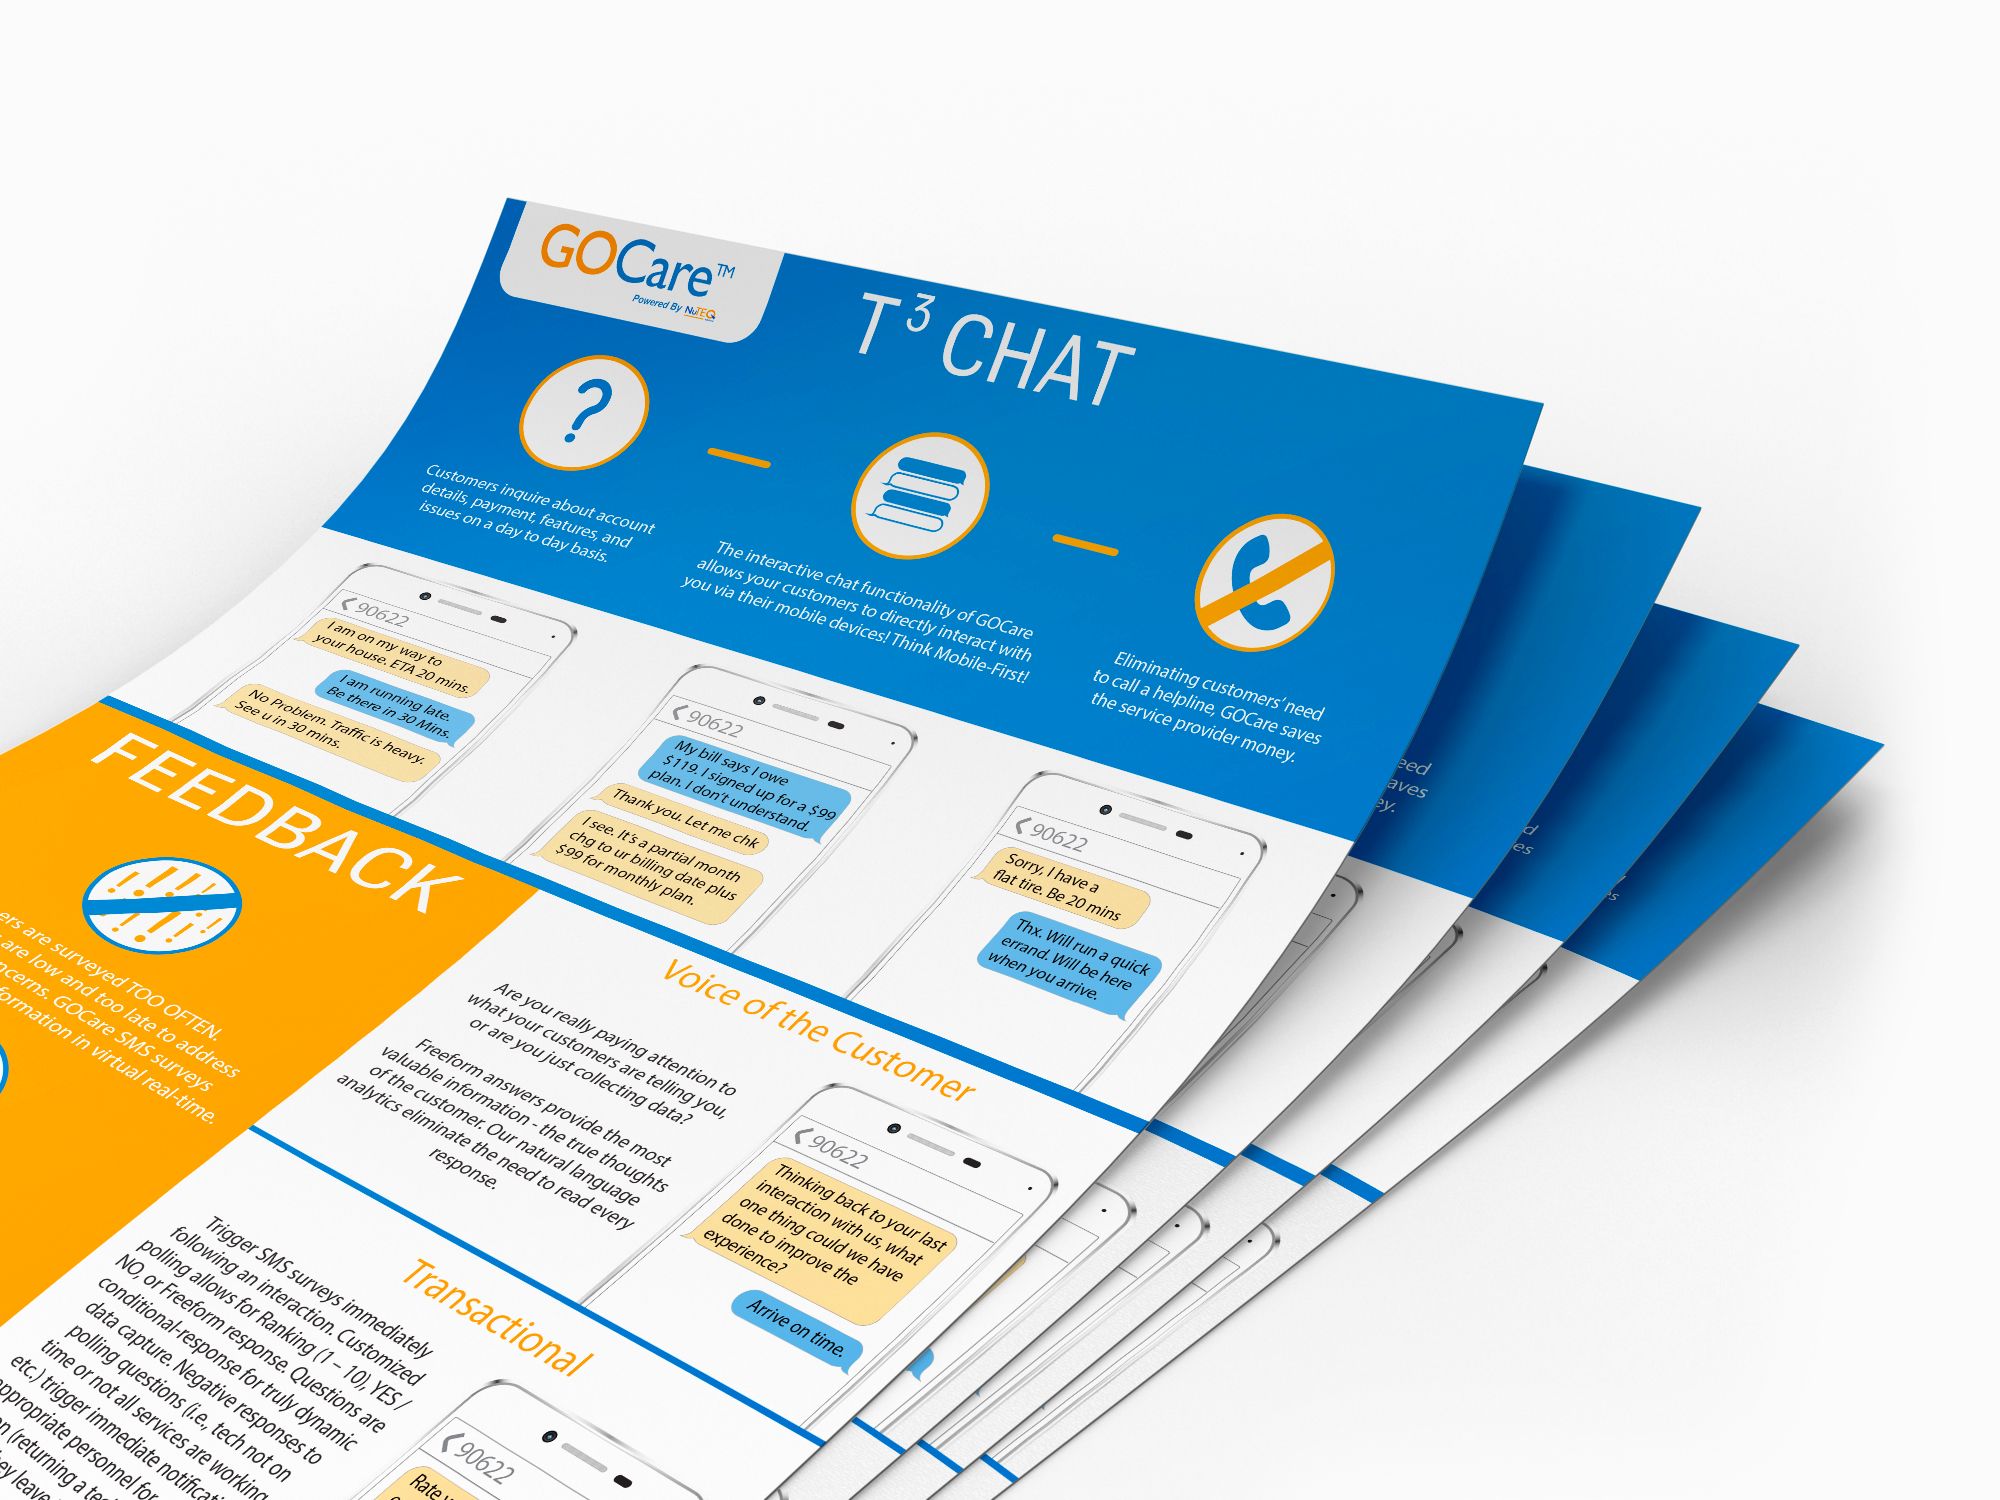 GOCare™
Powered By NuTEQ
T³ CHAT
?
Customers inquire about account
details, payment, features, and
issues on a day to day basis.
The interactive chat functionality of GOCare
allows your customers to directly interact with
you via their mobile devices! Think Mobile-First!
Eliminating customers' need
to call a helpline, GOCare saves
the service provider money.
90622
I am on my way to
your house. ETA 20 mins.
I am running late.
Be there in 30 Mins.
No Problem. Traffic is heavy.
See u in 30 mins.
90622
My bill says I owe
$119. I signed up for a $99
plan. I don't understand.
Thank you. Let me chk
I see. It's a partial month
chg to ur billing date plus
$99 for monthly plan.
90622
Sorry, I have a
flat tire. Be 20 mins
Thx. Will run a quick
errand. Will be here
when you arrive.
FEEDBACK
ers are surveyed TOO OFTEN.
are low and too late to address
ncerns. GOCare SMS surveys
formation in virtual real-time.
Voice of the Customer
Are you really paying attention to
what your customers are telling you,
or are you just collecting data?
Freeform answers provide the most
valuable information - the true thoughts
of the customer. Our natural language
analytics eliminate the need to read every
response.
90622
Thinking back to your last
interaction with us, what
one thing could we have
done to improve the
experience?
Arrive on time.
Transactional
Trigger SMS surveys immediately
following an interaction. Customized
polling allows for Ranking (1 – 10), YES /
NO, or Freeform response. Questions are
conditional-response for truly dynamic
data capture. Negative responses to
polling questions (i.e., tech not on
time or not all services are working
etc.) trigger immediate notificati
ppropriate personnel for
n (returning a te
ey leave
90622
Rate
eed
aves
ey.
d
es